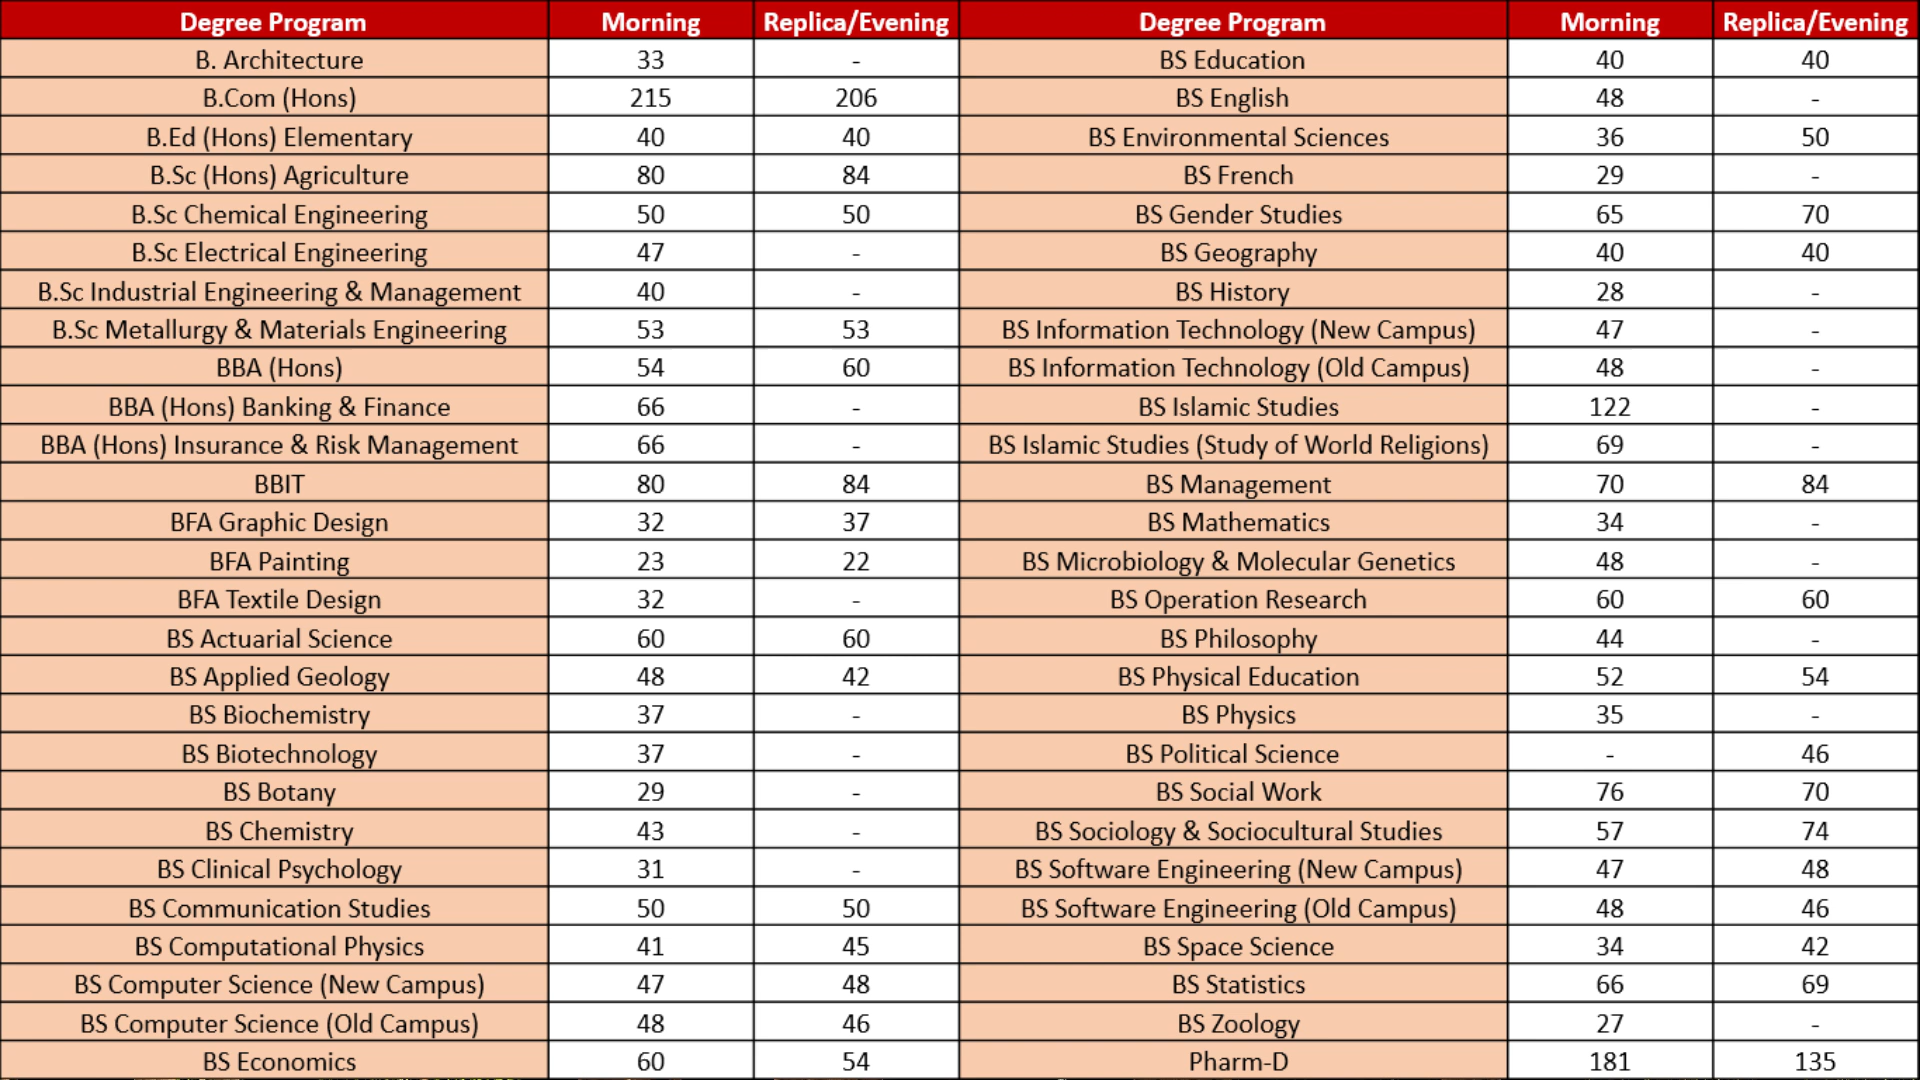 Degree Program Morning Replica/Evening Degree Program Morning Replica/Evening
B. Architecture 33 - BS Education 40 40
B.Com (Hons) 215 206 BS English 48 -
B.Ed (Hons) Elementary 40 40 BS Environmental Sciences 36 50
B.Sc (Hons) Agriculture 80 84 BS French 29 -
B.Sc Chemical Engineering 50 50 BS Gender Studies 65 70
B.Sc Electrical Engineering 47 - BS Geography 40 40
B.Sc Industrial Engineering & Management 40 - BS History 28 -
B.Sc Metallurgy & Materials Engineering 53 53 BS Information Technology (New Campus) 47 -
BBA (Hons) 54 60 BS Information Technology (Old Campus) 48 -
BBA (Hons) Banking & Finance 66 - BS Islamic Studies 122 -
BBA (Hons) Insurance & Risk Management 66 - BS Islamic Studies (Study of World Religions) 69 -
BBIT 80 84 BS Management 70 84
BFA Graphic Design 32 37 BS Mathematics 34 -
BFA Painting 23 22 BS Microbiology & Molecular Genetics 48 -
BFA Textile Design 32 - BS Operation Research 60 60
BS Actuarial Science 60 60 BS Philosophy 44 -
BS Applied Geology 48 42 BS Physical Education 52 54
BS Biochemistry 37 - BS Physics 35 -
BS Biotechnology 37 - BS Political Science - 46
BS Botany 29 - BS Social Work 76 70
BS Chemistry 43 - BS Sociology & Sociocultural Studies 57 74
BS Clinical Psychology 31 - BS Software Engineering (New Campus) 47 48
BS Communication Studies 50 50 BS Software Engineering (Old Campus) 48 46
BS Computational Physics 41 45 BS Space Science 34 42
BS Computer Science (New Campus) 47 48 BS Statistics 66 69
BS Computer Science (Old Campus) 48 46 BS Zoology 27 -
BS Economics 60 54 Pharm-D 181 135